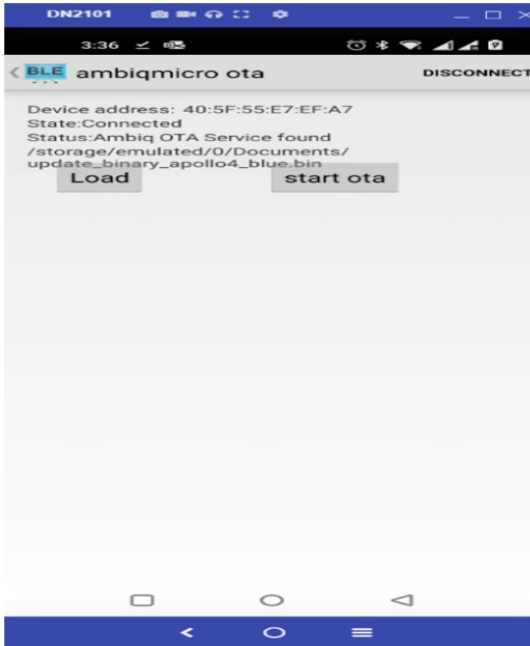 DN2101
3:36
BLE ambiqmicro ota DISCONNECT
Device address: 40:5F:55:E7:EF:A7
State:Connected
Status:Ambiq OTA Service found
/storage/emulated/0/Documents/
update_binary_apollo4_blue.bin
Load start ota